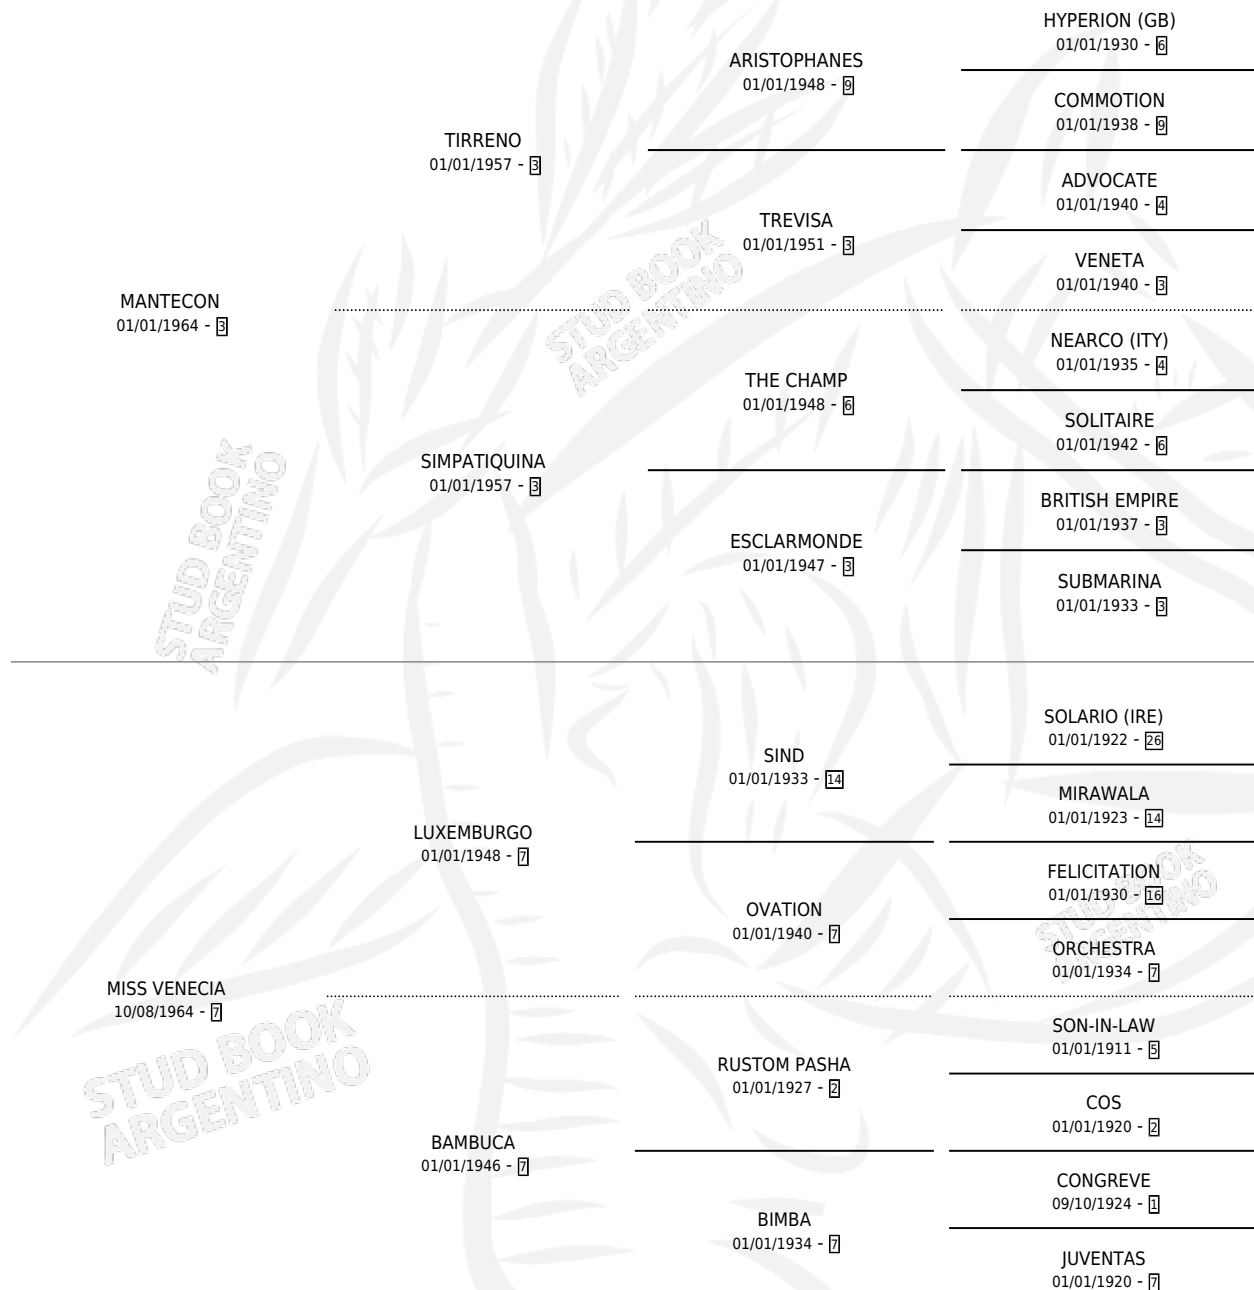 HYPERION (GB)
01/01/1930 - 6
ARISTOPHANES
01/01/1948 - 9
COMMOTION
01/01/1938 - 9
TIRRENO
01/01/1957 - 3
ADVOCATE
01/01/1940 - 4
TREVISA
01/01/1951 - 3
VENETA
01/01/1940 - 3
MANTECON
01/01/1964 - 3
NEARCO (ITY)
01/01/1935 - 4
THE CHAMP
01/01/1948 - 6
SOLITAIRE
01/01/1942 - 6
SIMPATIQUINA
01/01/1957 - 3
BRITISH EMPIRE
01/01/1937 - 3
ESCLARMONDE
01/01/1947 - 3
SUBMARINA
01/01/1933 - 3
STUD BOOK
ARGENTINO
STUD BOOK
ARGENTINO
SOLARIO (IRE)
01/01/1922 - 26
SIND
01/01/1933 - 14
MIRAWALA
01/01/1923 - 14
LUXEMBURGO
01/01/1948 - 7
FELICITATION
01/01/1930 - 16
OVATION
01/01/1940 - 7
ORCHESTRA
01/01/1934 - 7
STUD BOOK
ARGENTINO
MISS VENECIA
10/08/1964 - 7
SON-IN-LAW
01/01/1911 - 5
RUSTOM PASHA
01/01/1927 - 2
COS
01/01/1920 - 2
BAMBUCA
01/01/1946 - 7
CONGREVE
09/10/1924 - 1
BIMBA
01/01/1934 - 7
JUVENTAS
01/01/1920 - 7
STUD BOOK
ARGENTINO